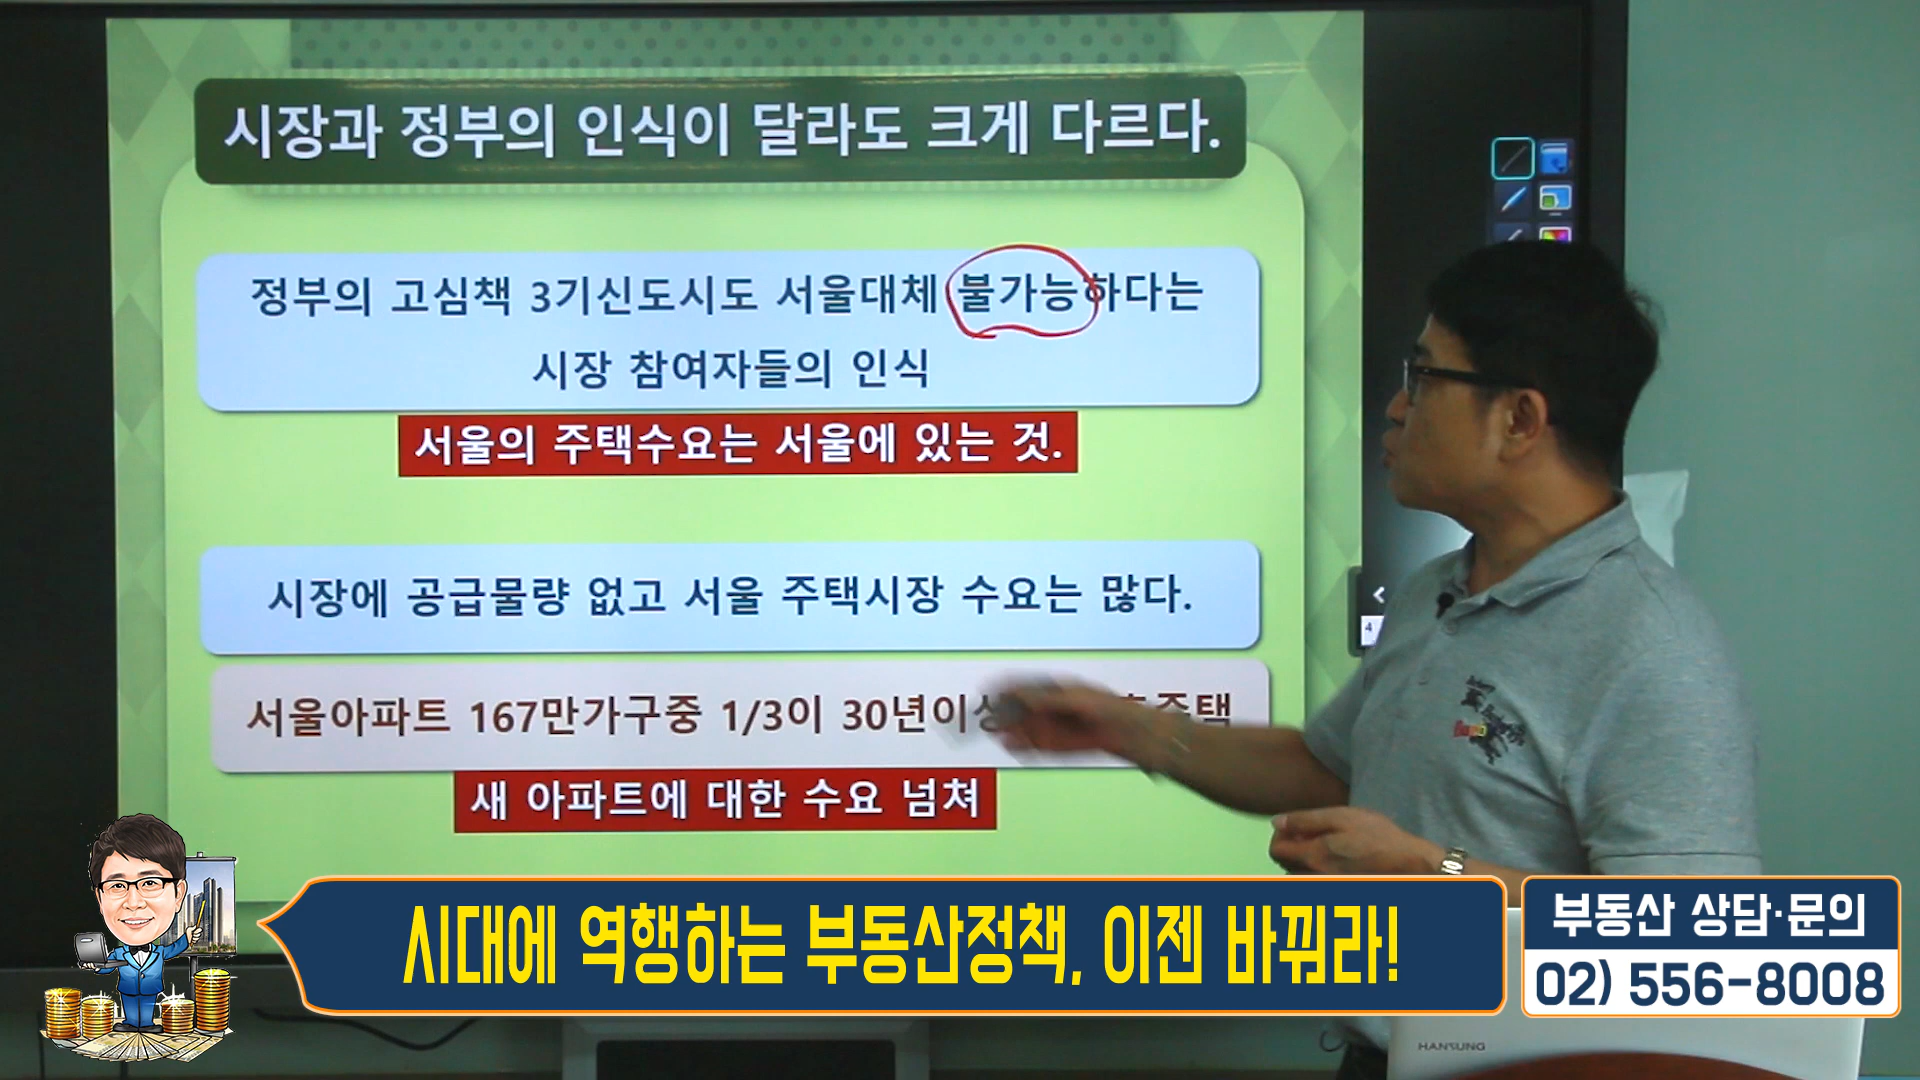 시장과 정부의 인식이 달라도 크게 다르다.
정부의 고심책 3기신도시도 서울대체 불가능하다는
시장 참여자들의 인식
서울의 주택수요는 서울에 있는 것.
시장에 공급물량 없고 서울 주택시장 수요는 많다.
4
서울아파트 167만가구중 1/3이 30년이상
주택
새 아파트에 대한 수요 넘쳐
시대에 역행하는 부동산정책, 이젠 바꿔라!
부동산 상담·문의
02) 556-8008
HANSUNG